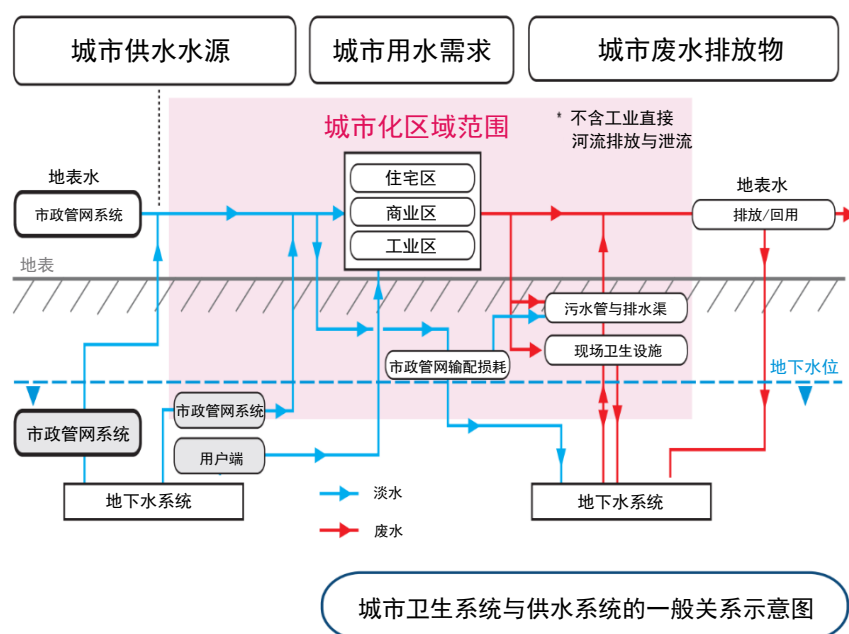 城市供水水源
城市用水需求
城市废水排放物
城市化区域范围
* 不含工业直接
河流排放与泄流
地表水
市政管网系统
住宅区
商业区
工业区
地表水
排放/回用
地表
污水管与排水渠
现场卫生设施
市政管网输配损耗
地下水位
市政管网系统
市政管网系统
用户端
地下水系统
淡水
废水
地下水系统
城市卫生系统与供水系统的一般关系示意图